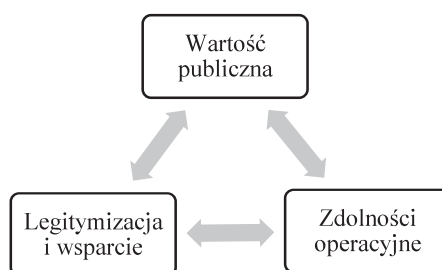 Wartość
publiczna
Legitymizacja
i wsparcie
Zdolności
operacyjne